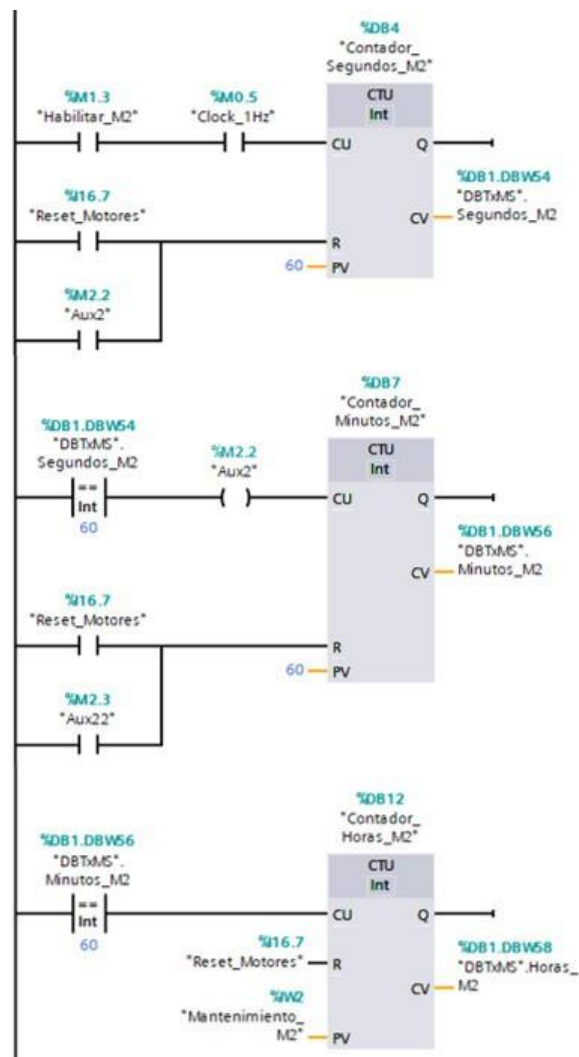 %DB4
"Contador_
Segundos_M2"
%M1.3
"Habilitar_M2"
%M0.5
"Clock_1Hz"
CTU
Int
CU
Q
%I16.7
"Reset_Motores"
%DB1.DBW54
"DBTxMS".
Segundos_M2
CV
R
60
PV
%M2.2
"Aux2"
%DB7
"Contador_
Minutos_M2"
%DB1.DBW54
"DBTxMS".
Segundos_M2
==
Int
60
%M2.2
"Aux2"
CTU
Int
CU
Q
%DB1.DBW56
"DBTxMS".
Minutos_M2
CV
%I16.7
"Reset_Motores"
R
60
PV
%M2.3
"Aux22"
%DB12
"Contador_
Horas_M2"
%DB1.DBW56
"DBTxMS".
Minutos_M2
==
Int
60
CTU
Int
CU
Q
%I16.7
"Reset_Motores"
R
%DB1.DBW58
"DBTxMS".Horas_
M2
CV
%IW2
"Mantenimiento_
M2"
PV